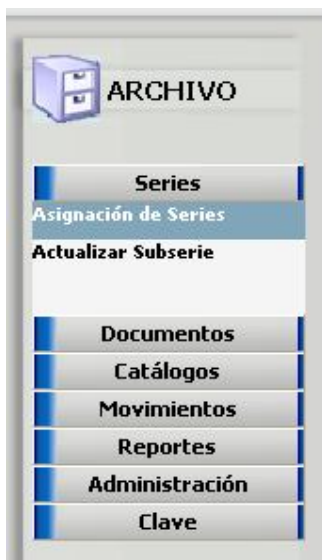 ARCHIVO
Series
Asignación de Series
Actualizar Subserie
Documentos
Catálogos
Movimientos
Reportes
Administración
Clave